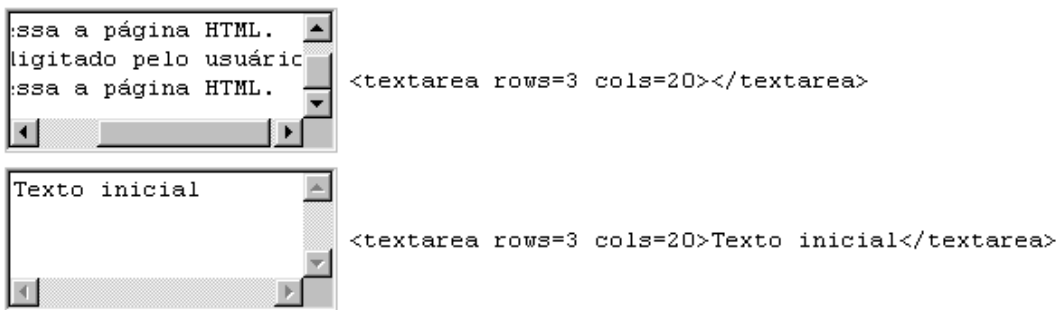 ssa a página HTML.
igitado pelo usuário
ssa a página HTML.
<textarea rows=3 cols=20></textarea>
Texto inicial
<textarea rows=3 cols=20>Texto inicial</textarea>